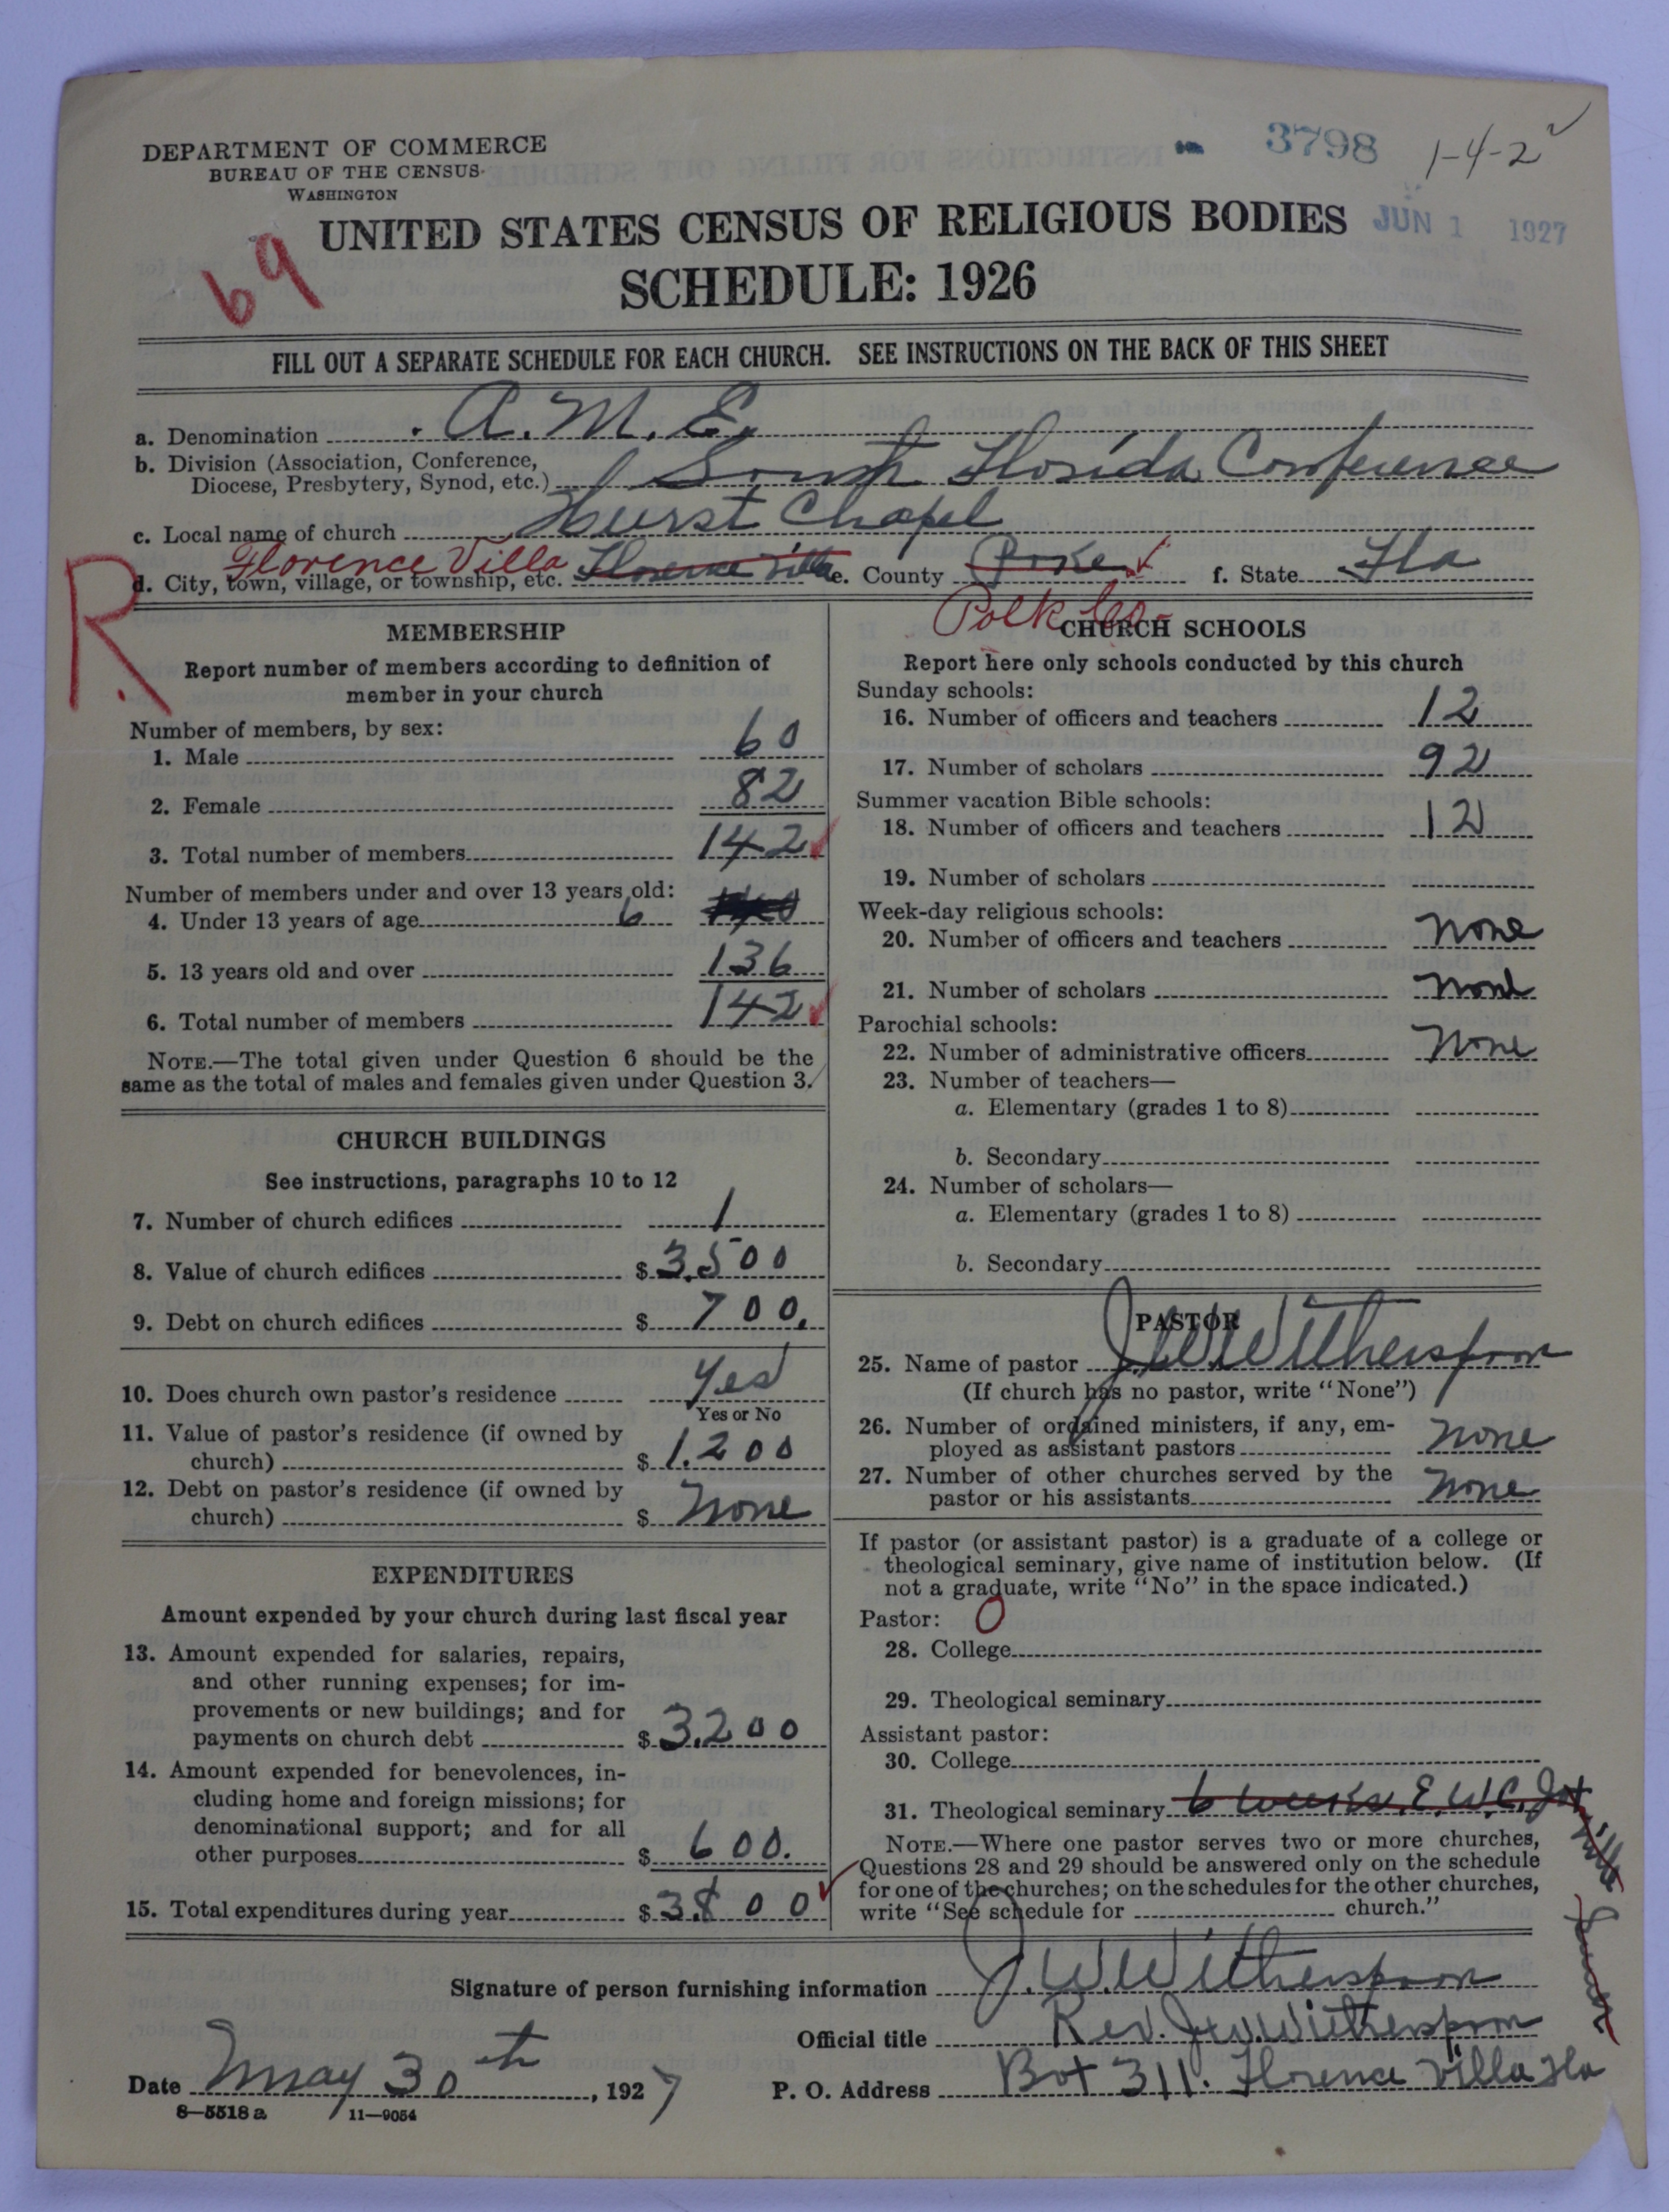 DEPARTMENT OF COMMERCE
BUREAU OF THE CENSUS
WASHINGTON
3798
1-4-2
UNITED STATES CENSUS OF RELIGIOUS BODIES
JUN 1 1927
69
SCHEDULE: 1926
FILL OUT A SEPARATE SCHEDULE FOR EACH CHURCH. SEE INSTRUCTIONS ON THE BACK OF THIS SHEET
a. Denomination A.M.E.
b. Division (Association, Conference, Diocese, Presbytery, Synod, etc.) South Florida Conference
c. Local name of church Hurst Chapel
Florence Villa
d. City, town, village, or township, etc. Florence Villa e. County Poke f. State Fla
R.
Polk Co-
MEMBERSHIP
Report number of members according to definition of
member in your church
Number of members, by sex:
1. Male 60
2. Female 82
3. Total number of members 142
Number of members under and over 13 years old:
4. Under 13 years of age 6
5. 13 years old and over 136
6. Total number of members 142
NOTE.—The total given under Question 6 should be the
same as the total of males and females given under Question 3.
CHURCH BUILDINGS
See instructions, paragraphs 10 to 12
7. Number of church edifices 1
8. Value of church edifices $ 3,500
9. Debt on church edifices $ 700.
10. Does church own pastor's residence Yes
Yes or No
11. Value of pastor's residence (if owned by
church) $ 1.200
12. Debt on pastor's residence (if owned by
church) $ None
EXPENDITURES
Amount expended by your church during last fiscal year
13. Amount expended for salaries, repairs,
and other running expenses; for im-
provements or new buildings; and for
payments on church debt $ 3.200
14. Amount expended for benevolences, in-
cluding home and foreign missions; for
denominational support; and for all
other purposes $ 600.
15. Total expenditures during year $ 3.800
CHURCH SCHOOLS
Report here only schools conducted by this church
Sunday schools:
16. Number of officers and teachers 12
17. Number of scholars 92
Summer vacation Bible schools:
18. Number of officers and teachers 12
19. Number of scholars
Week-day religious schools:
20. Number of officers and teachers None
21. Number of scholars None
Parochial schools:
22. Number of administrative officers None
23. Number of teachers—
a. Elementary (grades 1 to 8)
b. Secondary
24. Number of scholars—
a. Elementary (grades 1 to 8)
b. Secondary
PASTOR
25. Name of pastor J.W. Witherspoon
(If church has no pastor, write "None")
26. Number of ordained ministers, if any, em-
ployed as assistant pastors None
27. Number of other churches served by the
pastor or his assistants None
If pastor (or assistant pastor) is a graduate of a college or
theological seminary, give name of institution below. (If
not a graduate, write "No" in the space indicated.)
Pastor: O
28. College
29. Theological seminary
Assistant pastor:
30. College
31. Theological seminary 6 weeks. E.W.C. Jax ville
NOTE.—Where one pastor serves two or more churches,
Questions 28 and 29 should be answered only on the schedule
for one of the churches; on the schedules for the other churches,
write "See schedule for church."
Signature of person furnishing information J.W. Witherspoon
Official title Rev. J.W. Witherspoon
Date May 30th, 1927
P. O. Address Box 311. Florence Villa Fla
8—5518 a 11—9054